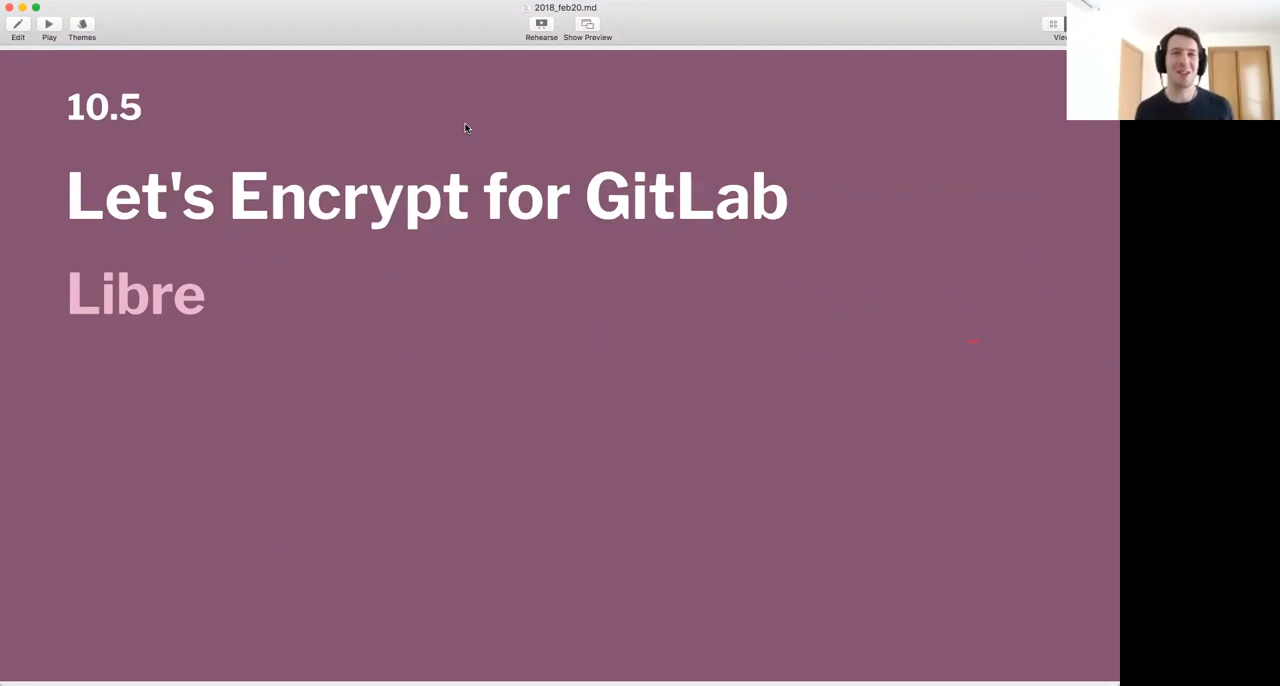 2018_feb20.md
Edit
Play
Themes
Rehearse
Show Preview
10.5
Let's Encrypt for GitLab
Libre